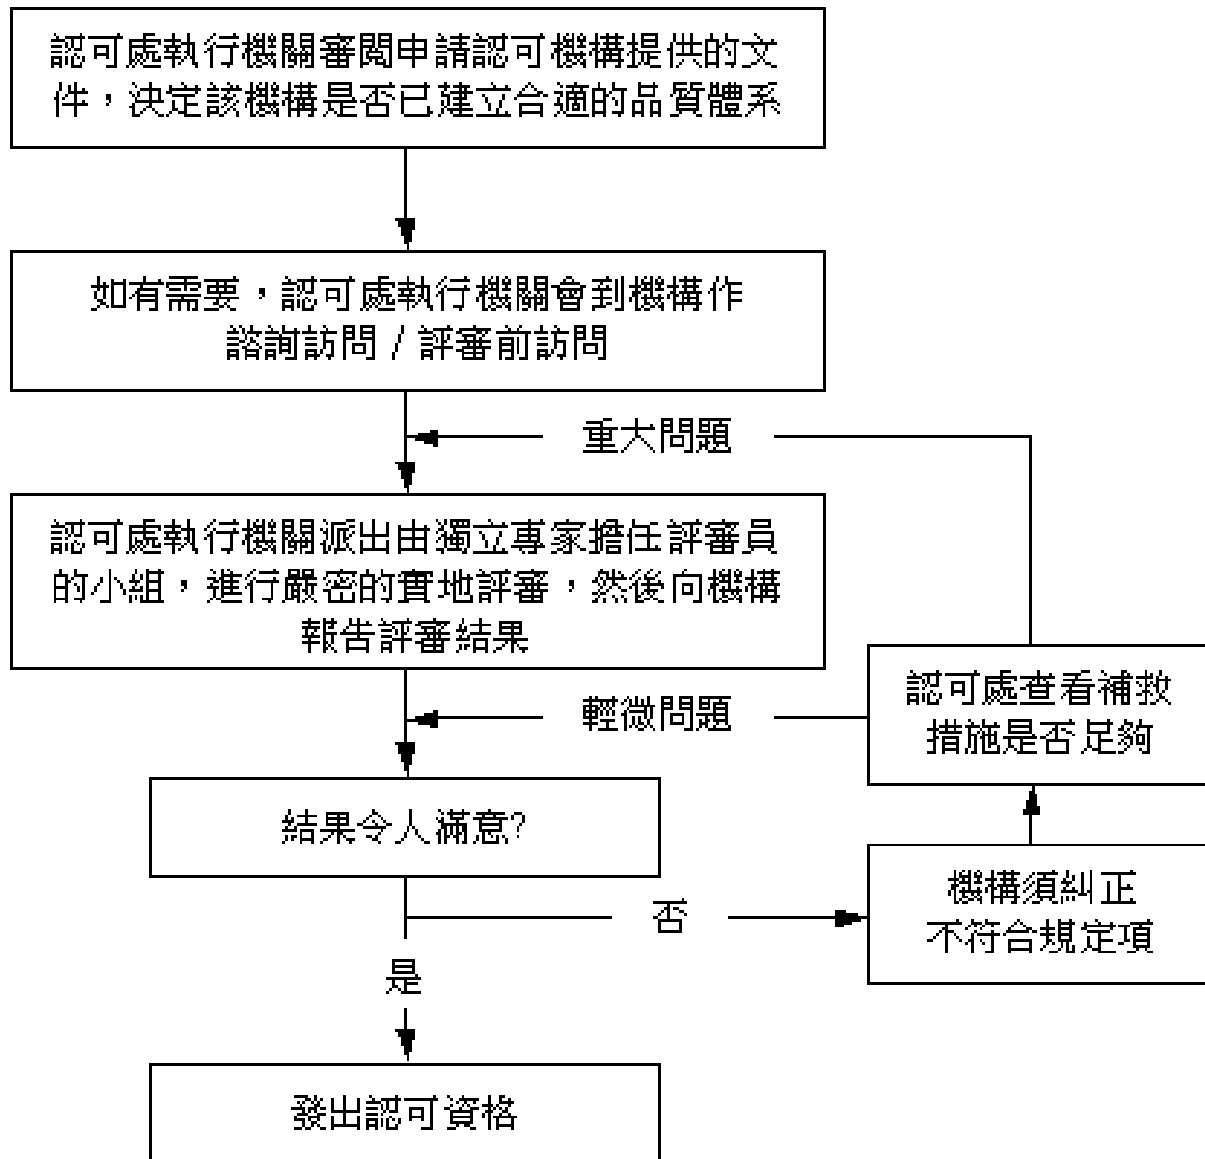 認可處執行機關審閱申請認可機構提供的文
件，決定該機構是否已建立合適的品質體系
如有需要，認可處執行機關會到機構作
諮詢訪問 / 評審前訪問
重大問題
認可處執行機關派出由獨立專家擔任評審員
的小組，進行嚴密的實地評審，然後向機構
報告評審結果
認可處查看補救
措施是否足夠
輕微問題
結果令人滿意?
機構須糾正
不符合規定項
否
是
發出認可資格